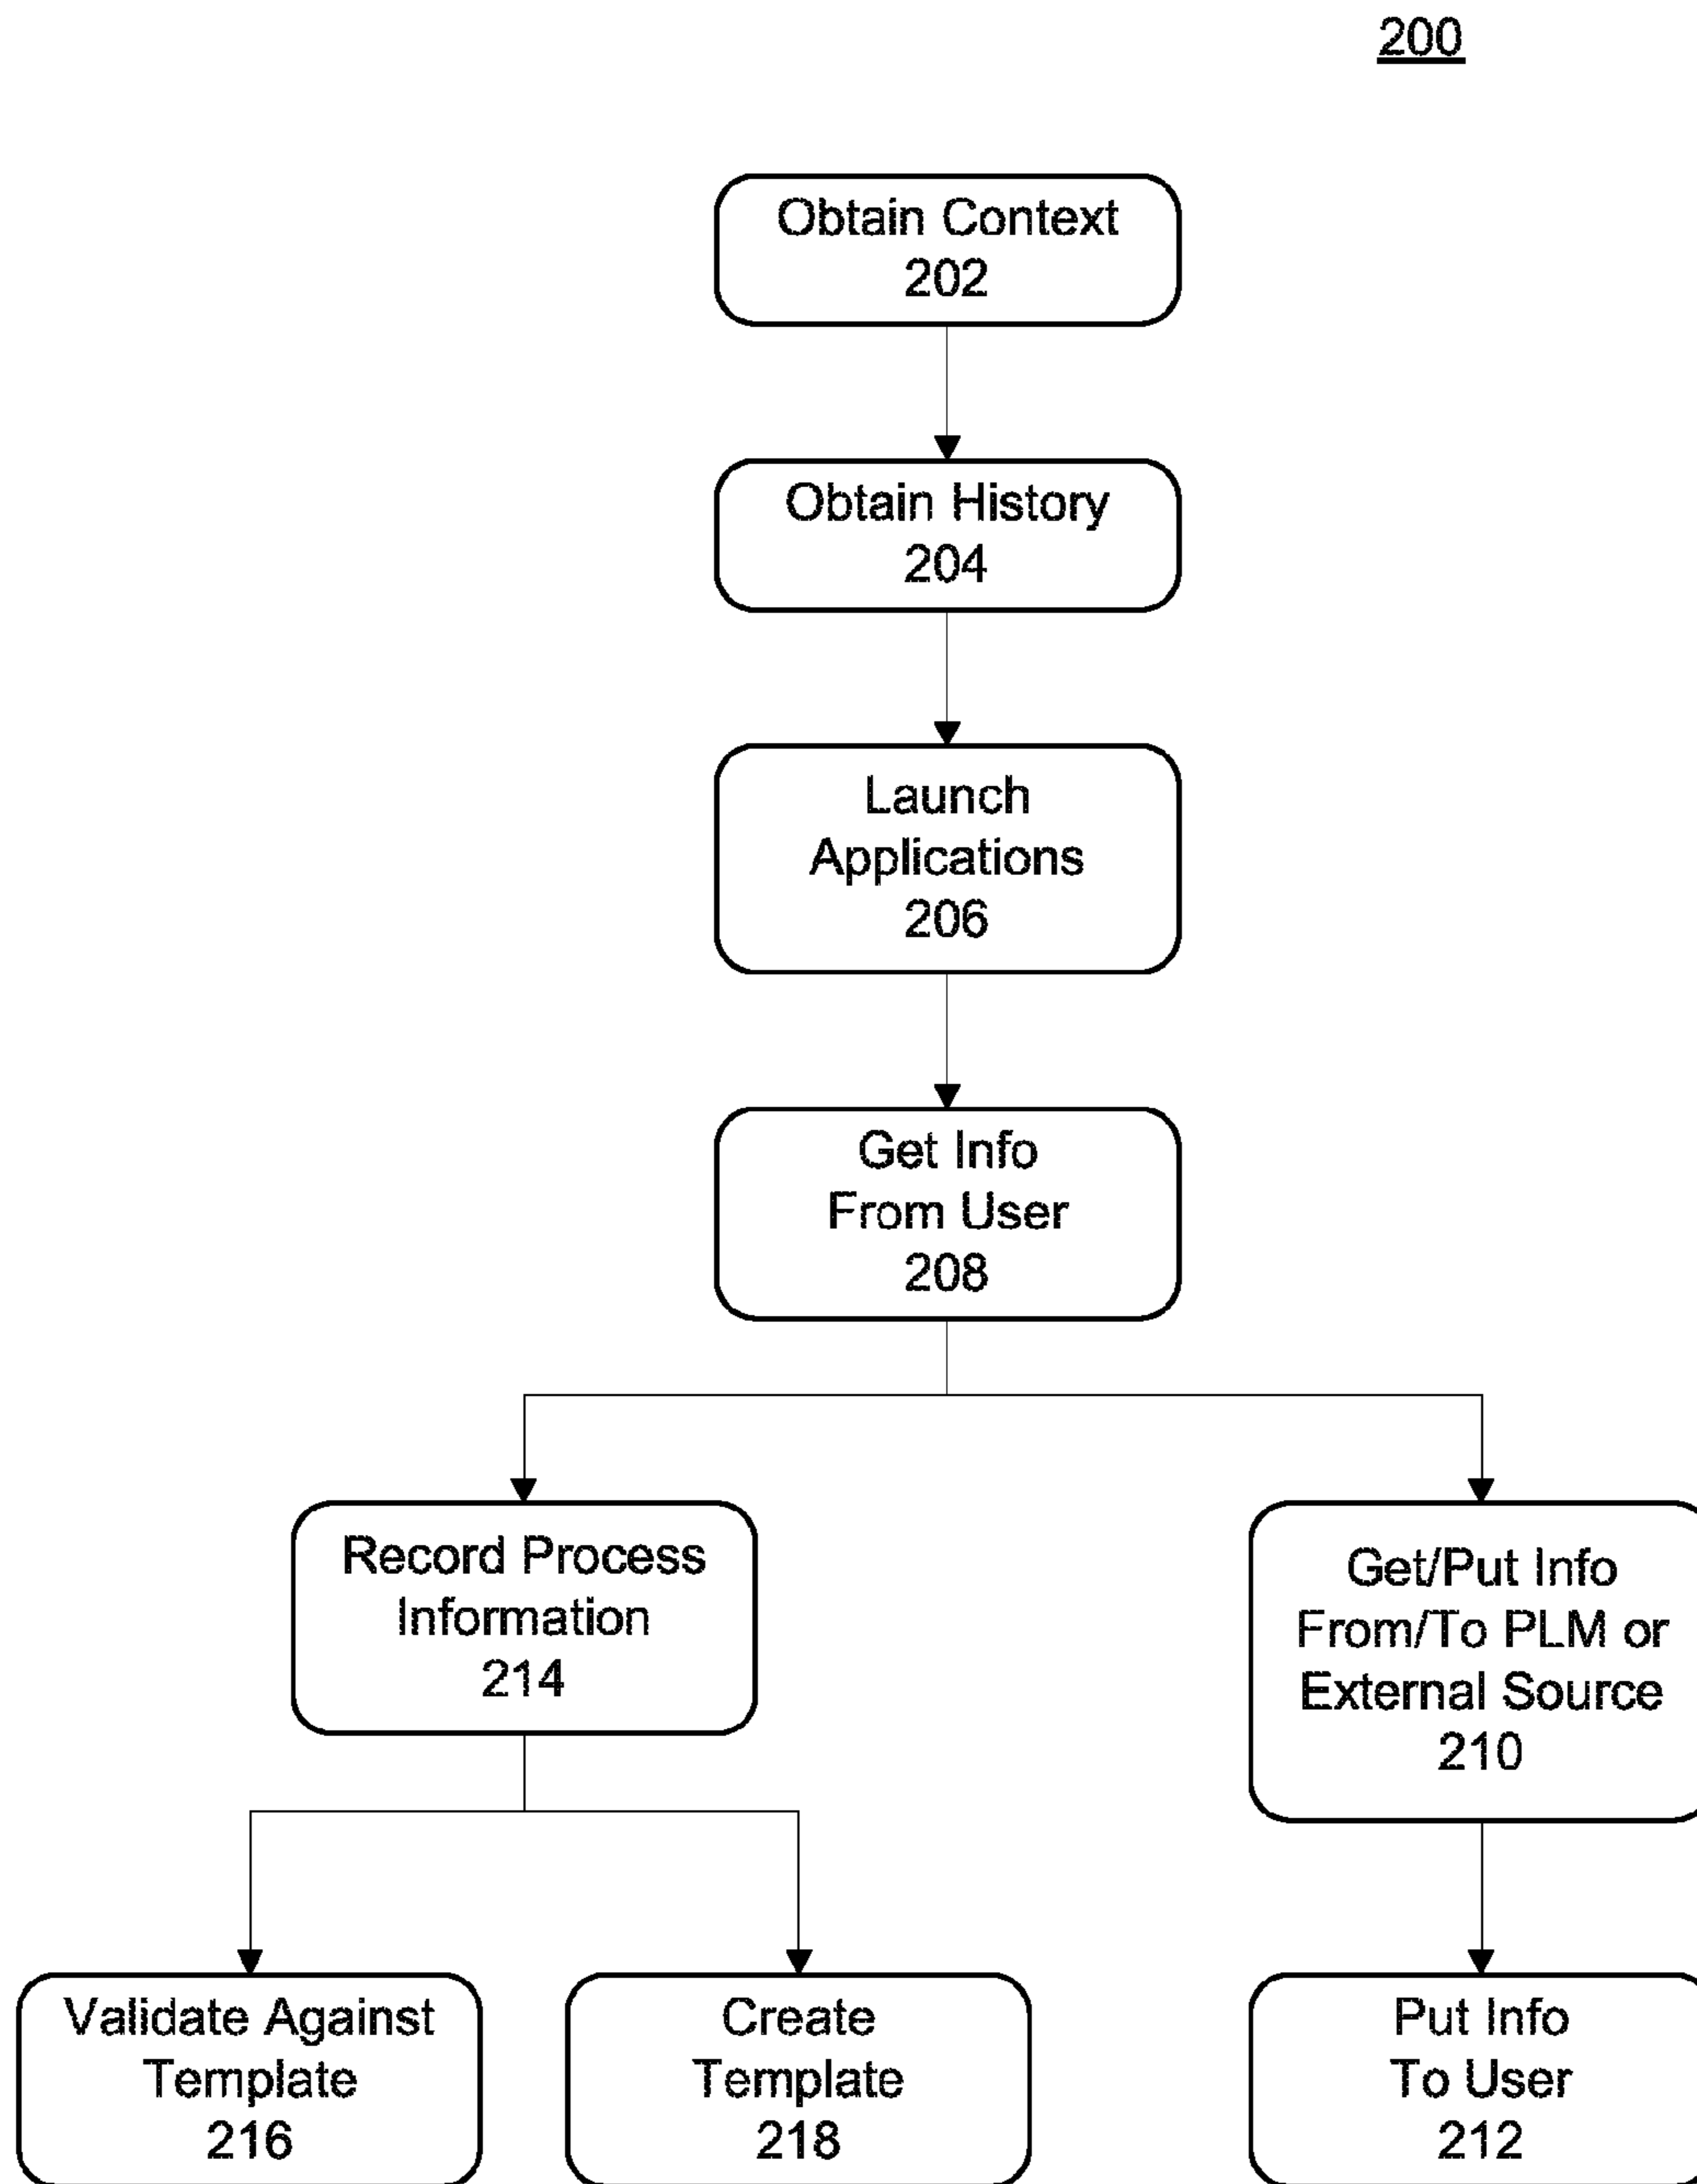 200
Obtain Context
202
Obtain History
204
Launch
Applications
206
Get Info
From User
208
Record Process
Information
214
Get/Put Info
From/To PLM or
External Source
210
Validate Against
Template
216
Create
Template
218
Put Info
To User
212